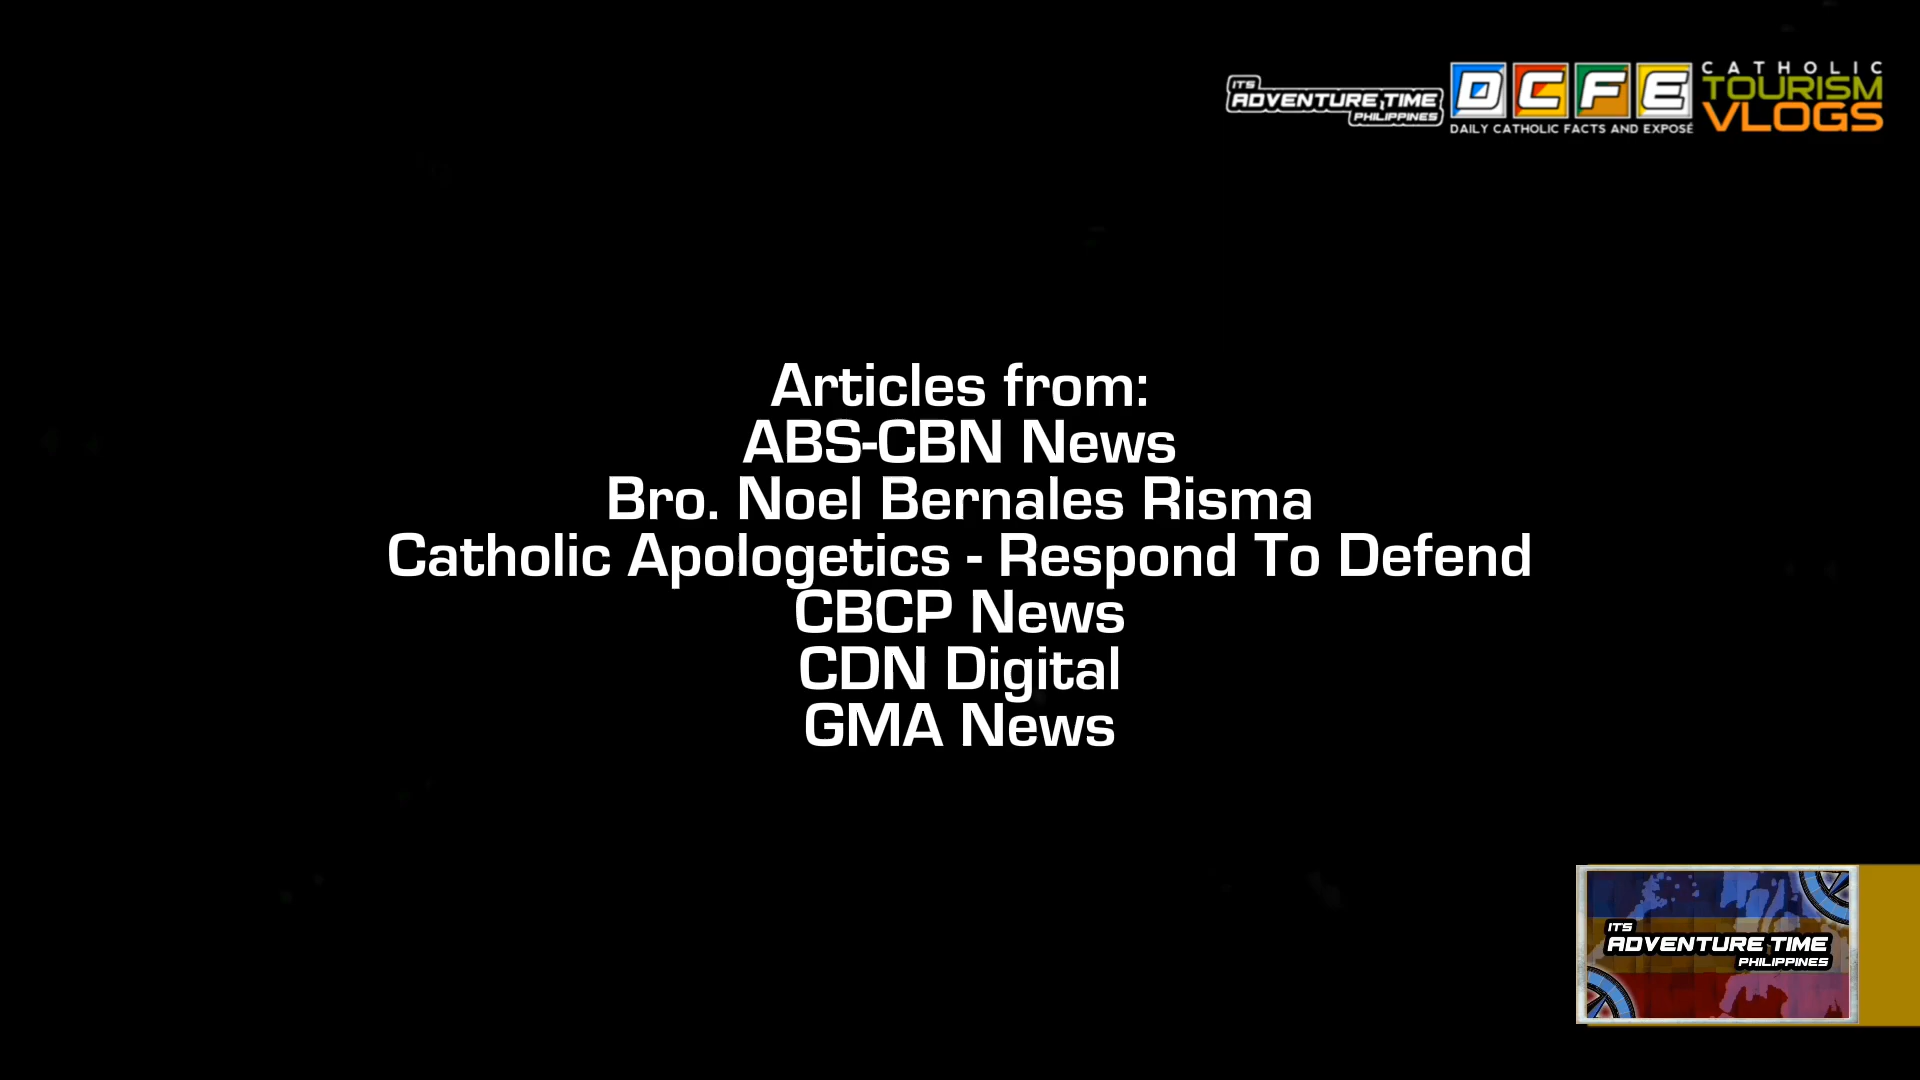 ITS
ADVENTURE TIME
PHILIPPINES
DCFE
DAILY CATHOLIC FACTS AND EXPOSÉ
CATHOLIC
TOURISM
VLOGS
Articles from:
ABS-CBN News
Bro. Noel Bernales Risma
Catholic Apologetics - Respond To Defend
CBCP News
CDN Digital
GMA News
ITS
ADVENTURE TIME
PHILIPPINES